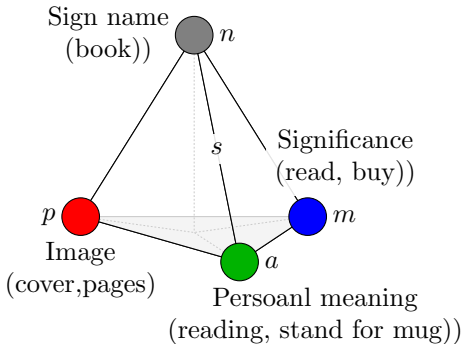 Sign name
(book))
n
s
Significance
(read, buy))
p
m
Image
(cover,pages)
a
Persoanl meaning
(reading, stand for mug))